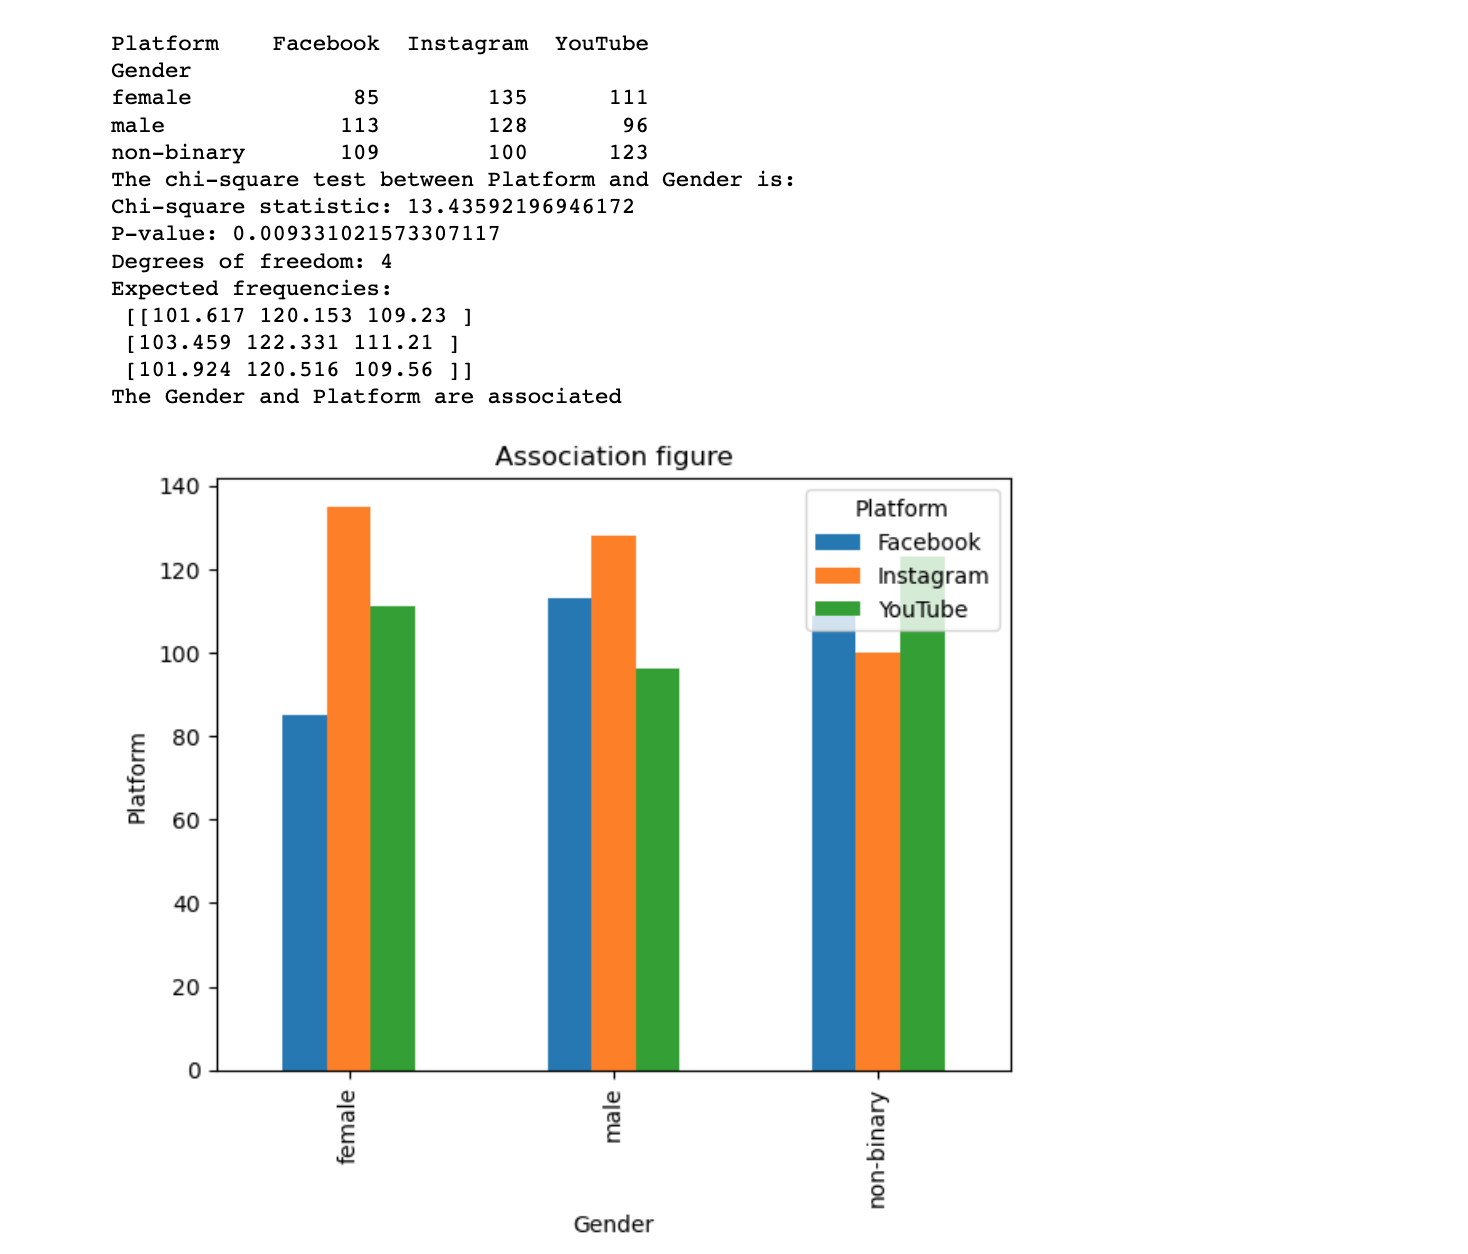 Platform    Facebook  Instagram  YouTube
Gender
female            85        135      111
male             113        128       96
non-binary       109        100      123
The chi-square test between Platform and Gender is:
Chi-square statistic: 13.43592196946172
P-value: 0.009331021573307117
Degrees of freedom: 4
Expected frequencies:
 [[101.617 120.153 109.23 ]
 [103.459 122.331 111.21 ]
 [101.924 120.516 109.56 ]]
The Gender and Platform are associated
Association figure
Platform
Facebook
Instagram
YouTube
140
120
100
80
60
40
20
0
Platform
female
male
non-binary
Gender